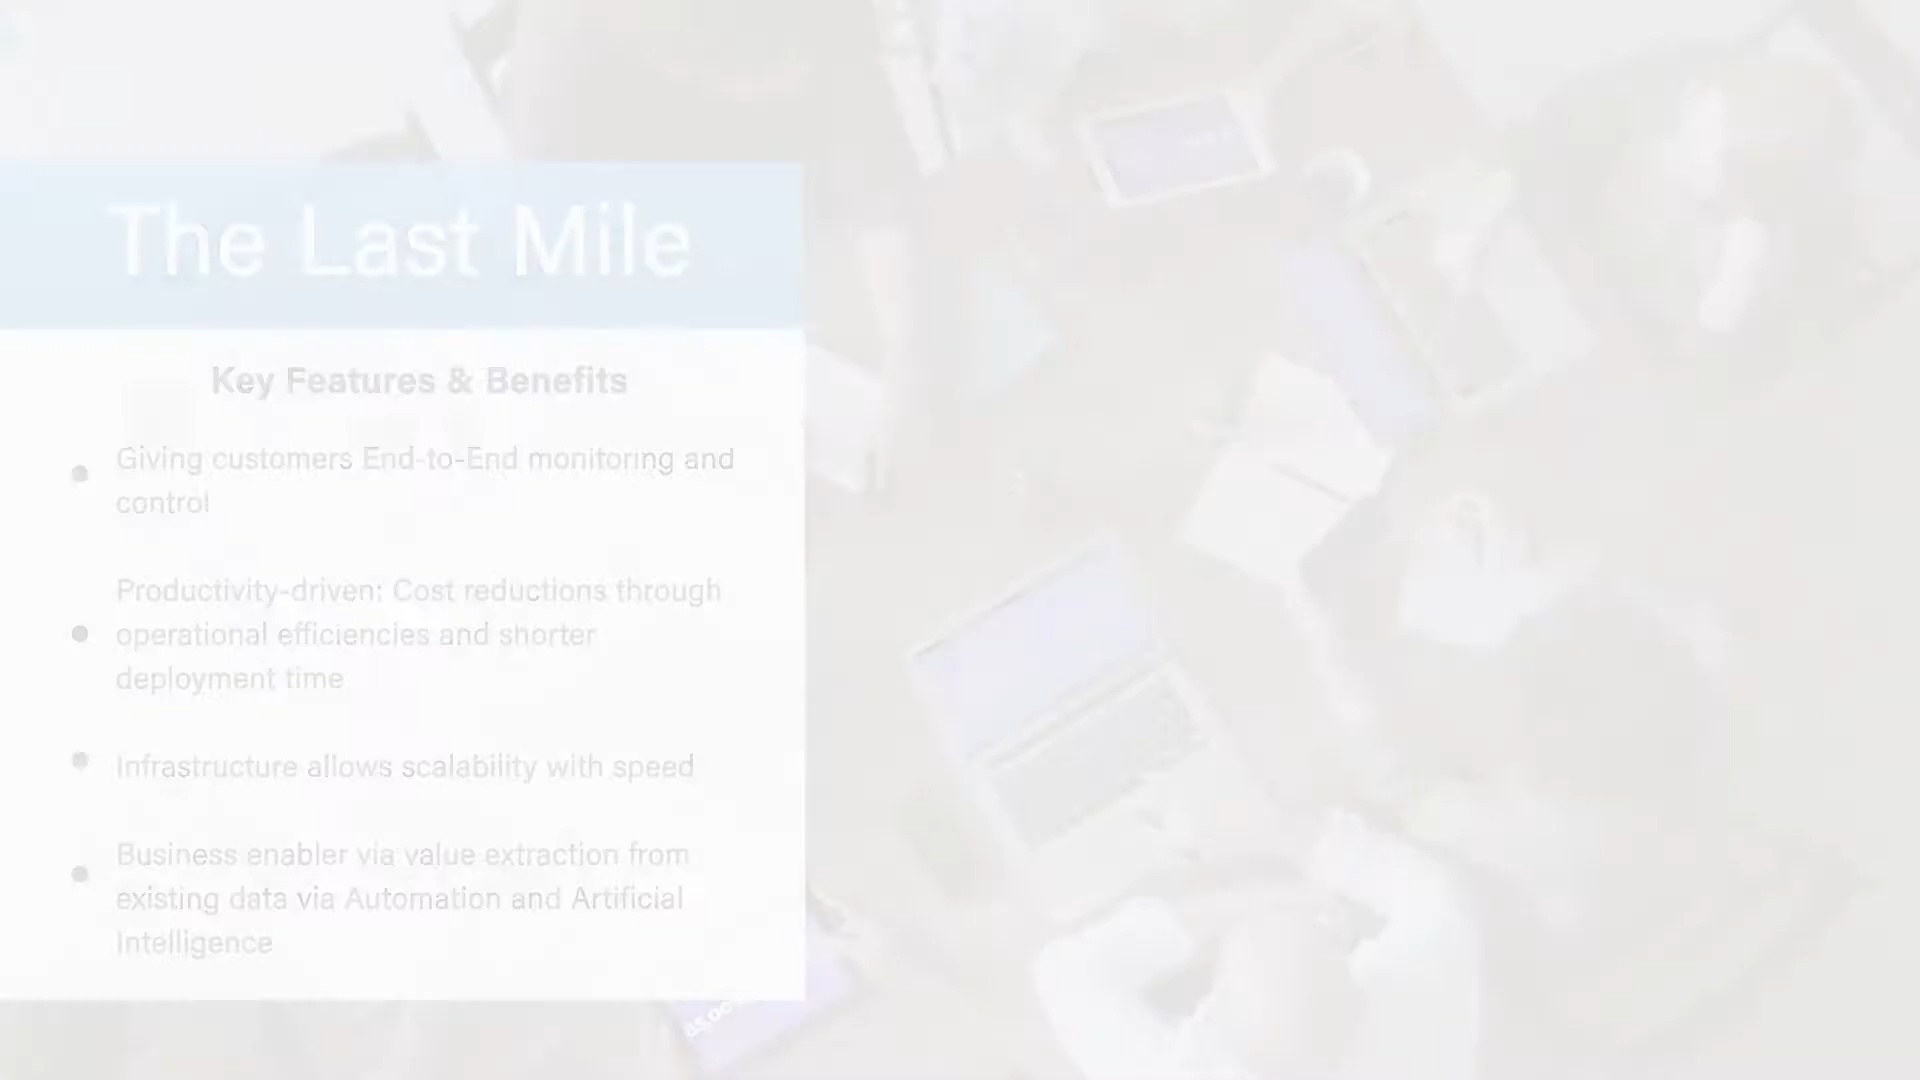 The Last Mile
Key Features & Benefits
Giving customers End-to-End monitoring and
control
Productivity-driven: Cost reductions through
operational efficiencies and shorter
deployment time
Infrastructure allows scalability with speed
Business enabler via value extraction from
existing data via Automation and Artificial
Intelligence